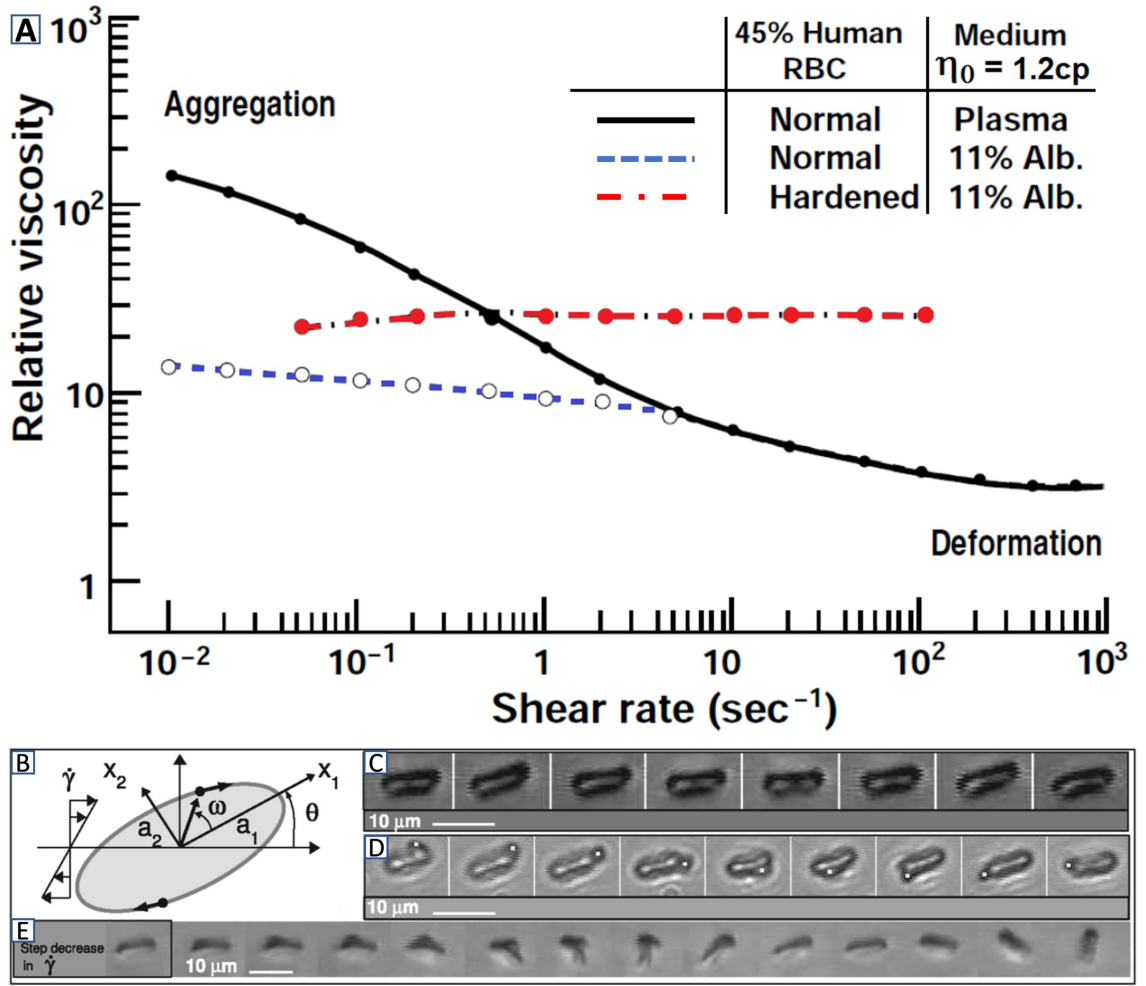 A
10³
10²
10
1
Relative viscosity
Aggregation
45% Human
RBC
Medium
η₀ = 1.2cp
Normal Plasma
Normal 11% Alb.
Hardened 11% Alb.
Deformation
10⁻² 10⁻¹ 1 10 10² 10³
Shear rate (sec⁻¹)
B
γ̇
x₂
x₁
ω
θ
a₂
a₁
C
10 μm
D
10 μm
E
Step decrease
in γ̇
10 μm